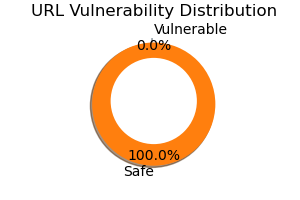 URL Vulnerability Distribution
Vulnerable
0.0%
100.0%
Safe